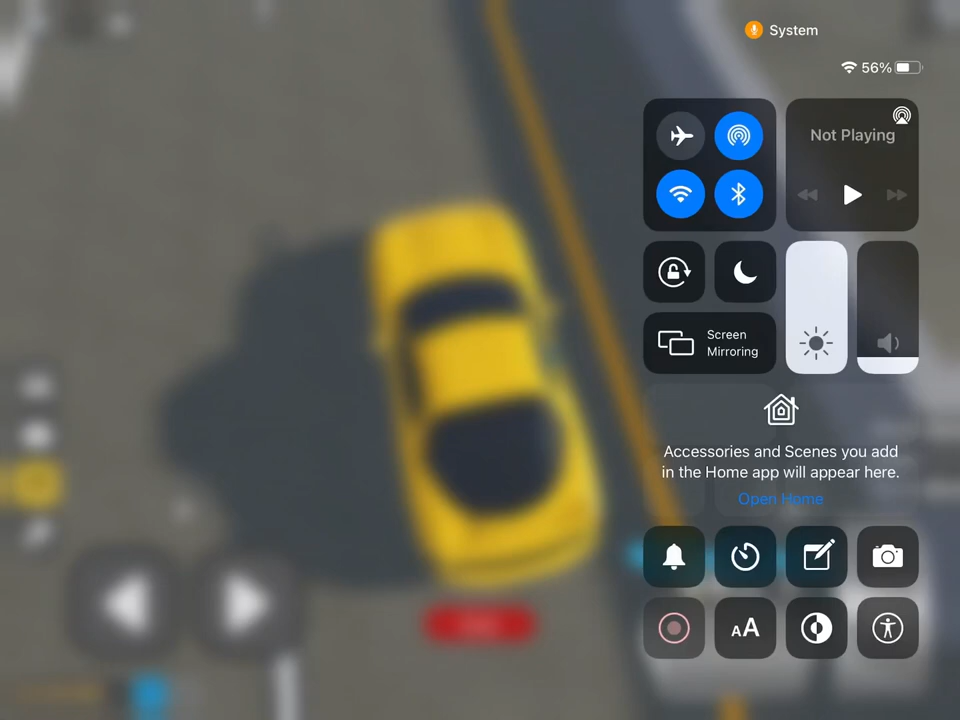 System
56%
Not Playing
Screen
Mirroring
Accessories and Scenes you add
in the Home app will appear here.
Open Home
AA